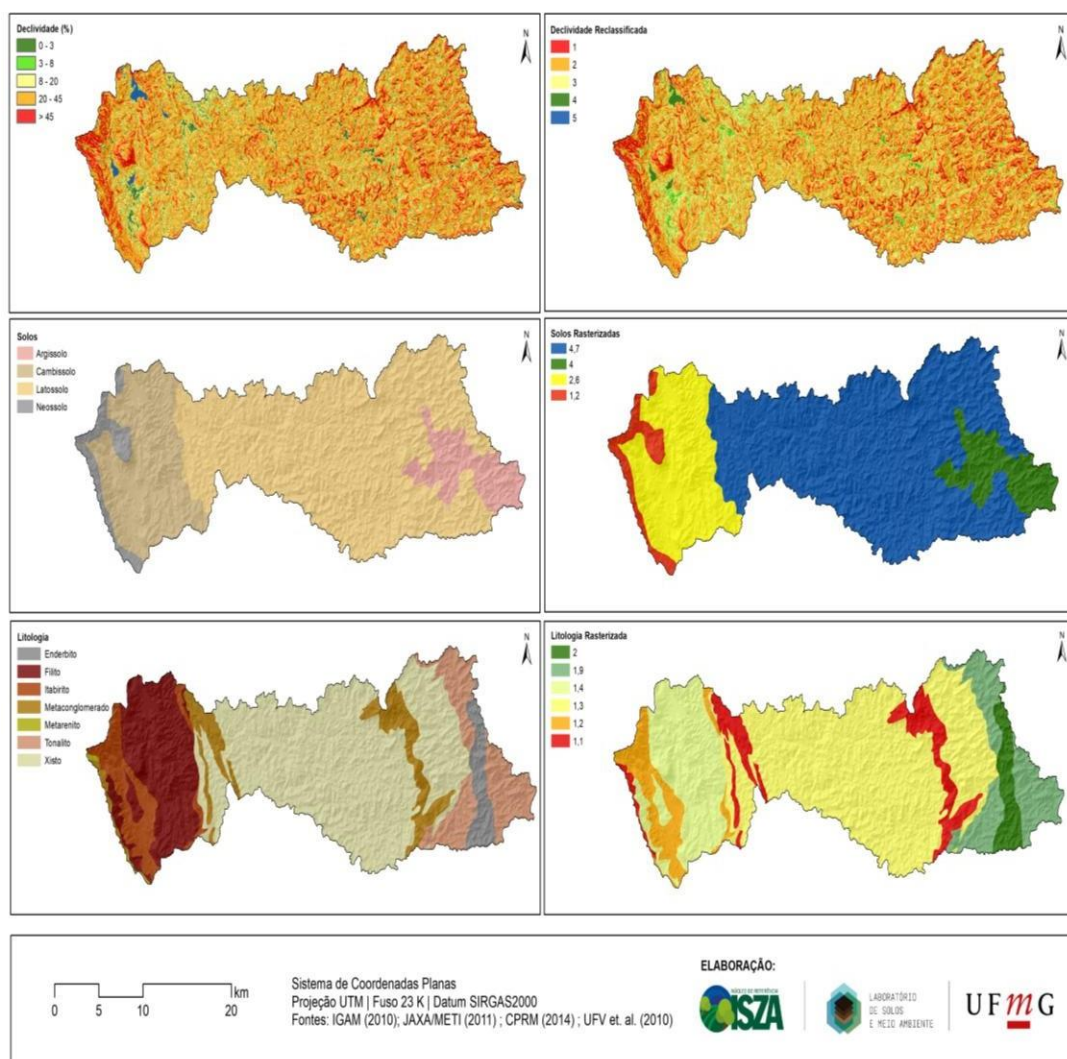 Declividade (%)
0 - 3
3 - 8
8 - 20
20 - 45
> 45
N
Declividade Reclassificada
1
2
3
4
5
N
Solos
Argissolo
Cambissolo
Latossolo
Neossolo
N
Solos Rasterizadas
4,7
4
2,6
1,2
N
Litologia
Enderbito
Filito
Itabirito
Metaconglomerado
Metarenito
Tonalito
Xisto
N
Litologia Rasterizada
2
1,9
1,4
1,3
1,2
1,1
N
0 5 10 20
km
Sistema de Coordenadas Planas
Projeção UTM | Fuso 23 K | Datum SIRGAS2000
Fontes: IGAM (2010); JAXA/METI (2011) ; CPRM (2014) ; UFV et. al. (2010)
ELABORAÇÃO:
NÚCLEO DE REFERÊNCIA
ISZA
LABORATÓRIO
DE SOLOS
E MEIO AMBIENTE
UFmG